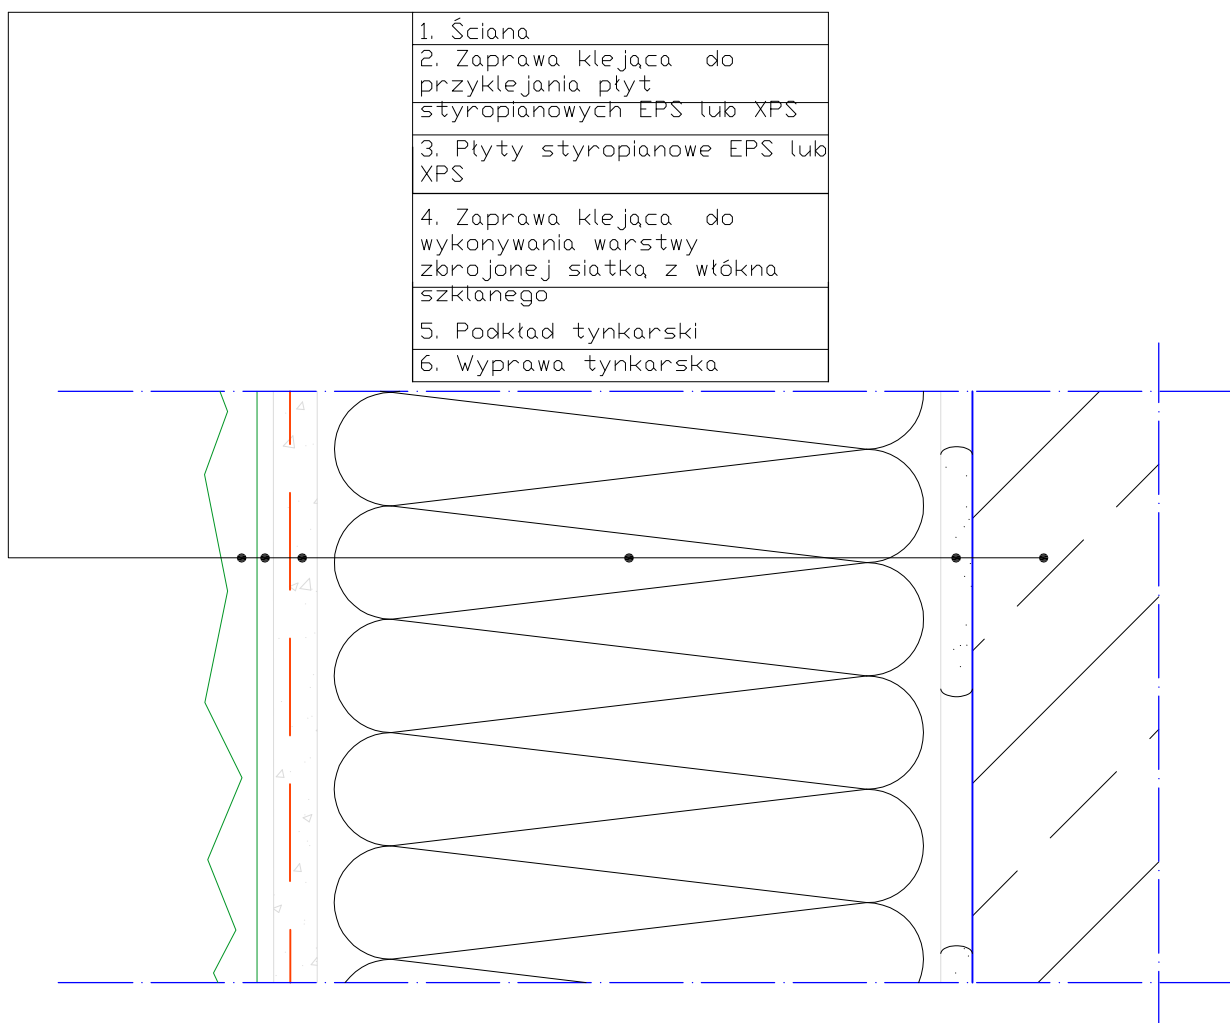 1. Ściana
2. Zaprawa klejąca do
przyklejania płyt
styropianowych EPS lub XPS
3. Płyty styropianowe EPS lub
XPS
4. Zaprawa klejąca do
wykonywania warstwy
zbrojonej siatką z włókna
szklanego
5. Podkład tynkarski
6. Wyprawa tynkarska